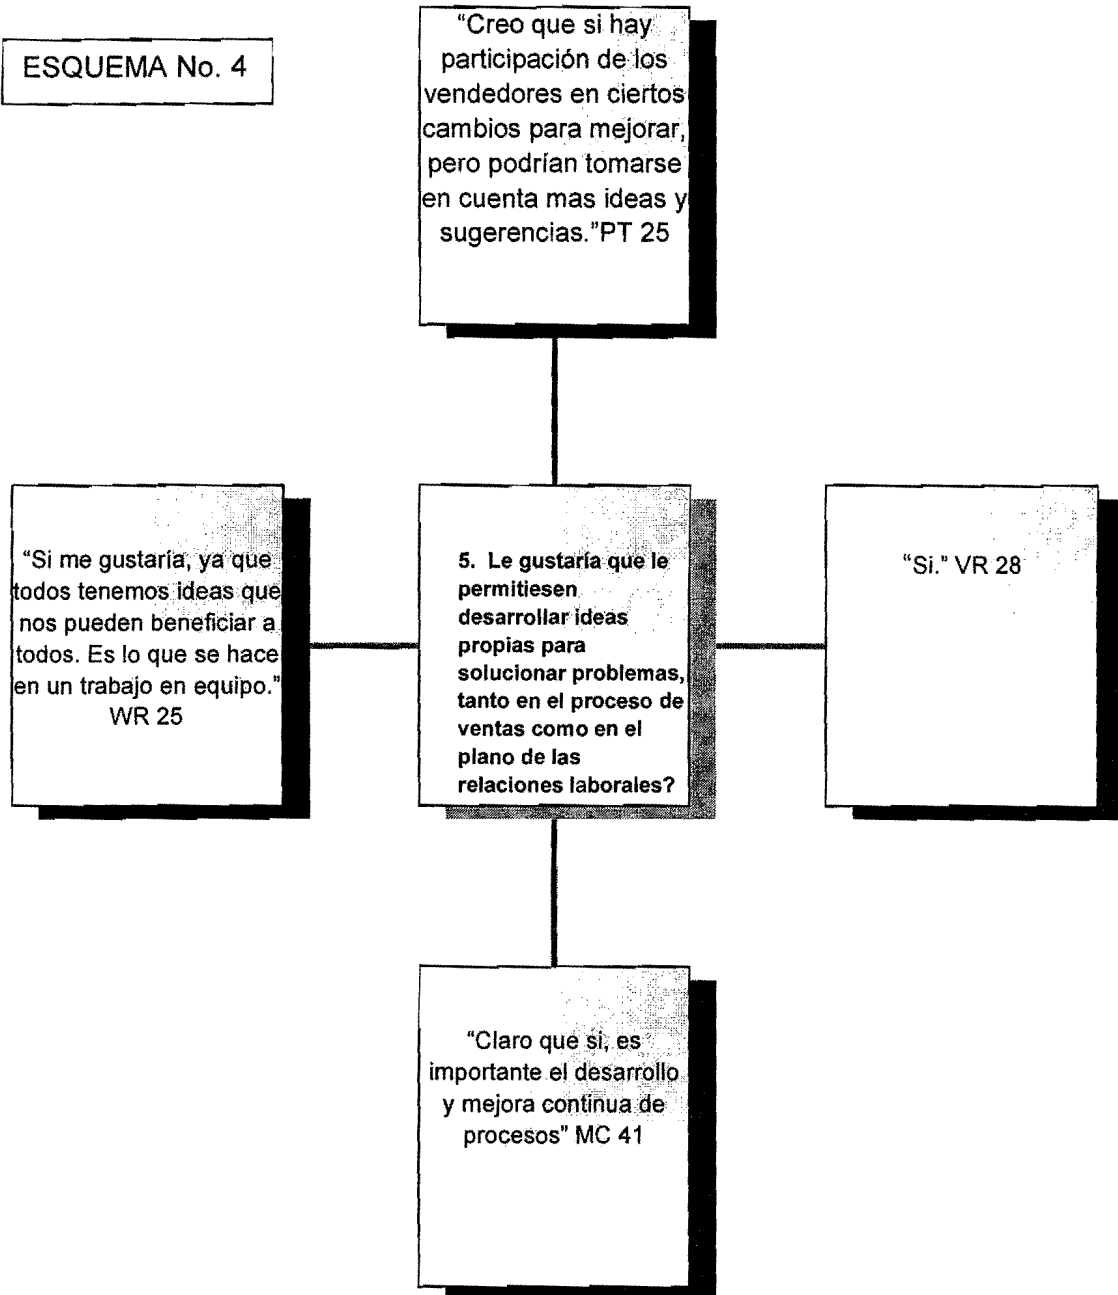 ESQUEMA No. 4
“Creo que si hay
participación de los
vendedores en ciertos
cambios para mejorar,
pero podrían tomarse
en cuenta mas ideas y
sugerencias.”PT 25
“Si me gustaría, ya que
todos tenemos ideas que
nos pueden beneficiar a
todos. Es lo que se hace
en un trabajo en equipo.”
WR 25
5. Le gustaría que le
permitiesen
desarrollar ideas
propias para
solucionar problemas,
tanto en el proceso de
ventas como en el
plano de las
relaciones laborales?
“Si.” VR 28
“Claro que si, es
importante el desarrollo
y mejora continua de
procesos” MC 41